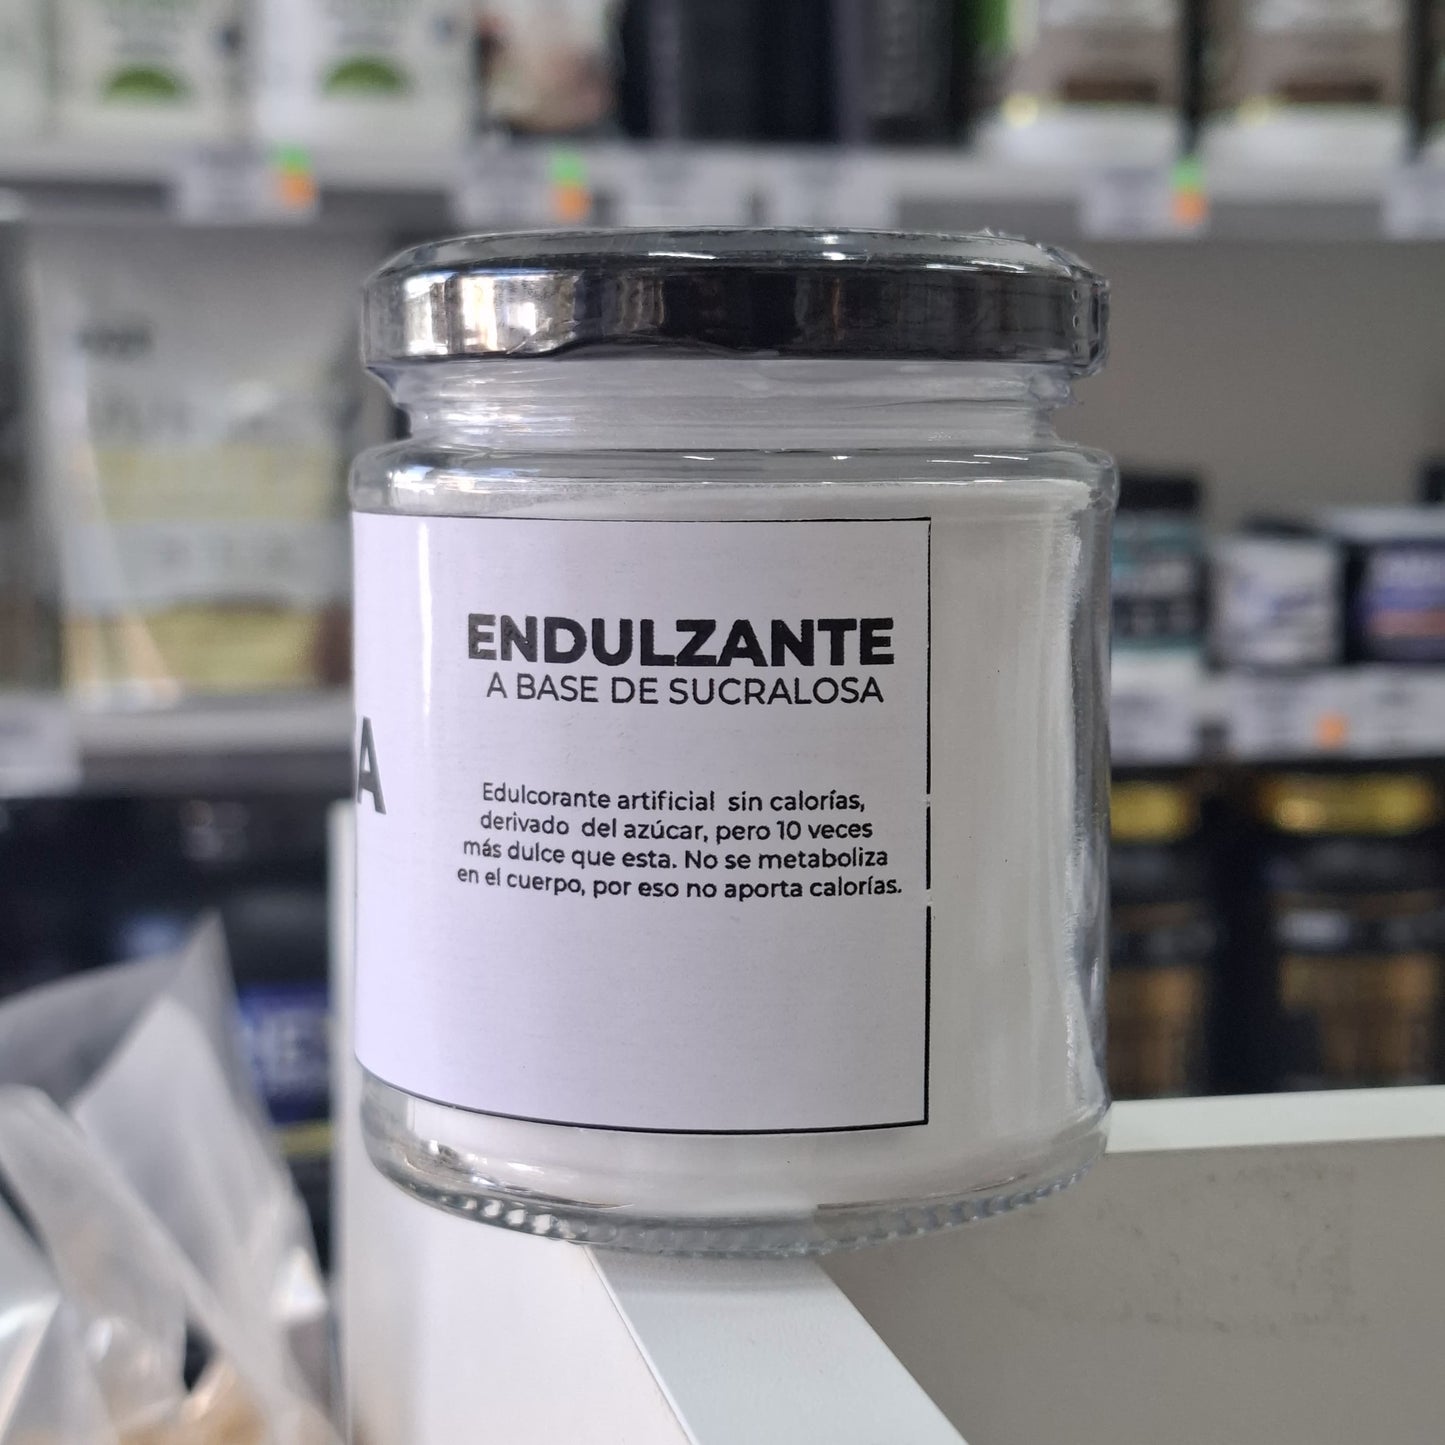 ENDULZANTE
A BASE DE SUCRALOSA
Edulcorante artificial sin calorías,
derivado del azúcar, pero 10 veces
más dulce que esta. No se metaboliza
en el cuerpo, por eso no aporta calorías.